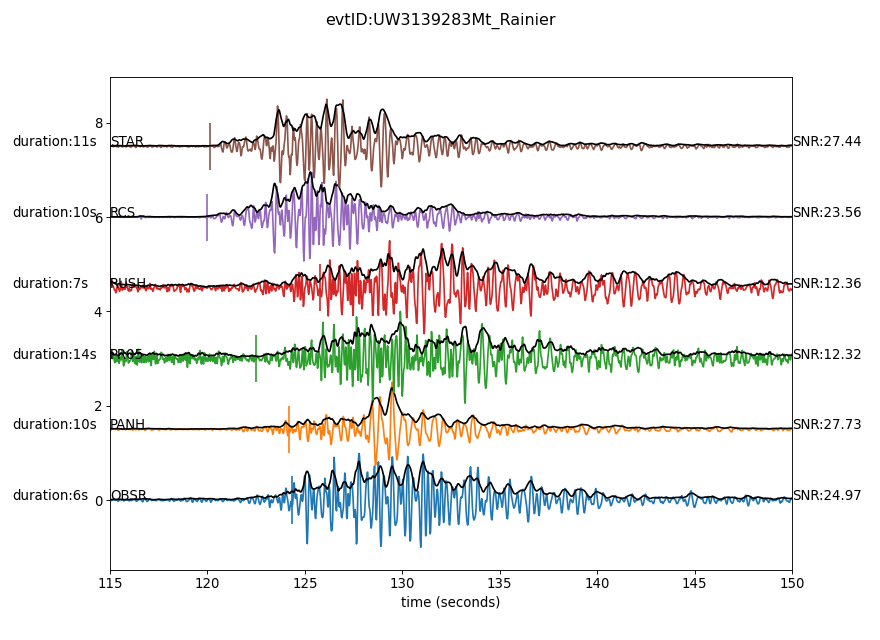 evtID:UW3139283Mt_Rainier
8
duration:11s STAR SNR:27.44
duration:10s RCS SNR:23.56
6
duration:7s RUSH SNR:12.36
4
duration:14s PR05 SNR:12.32
2
duration:10s PANH SNR:27.73
duration:6s OBSR SNR:24.97
0
115 120 125 130 135 140 145 150
time (seconds)